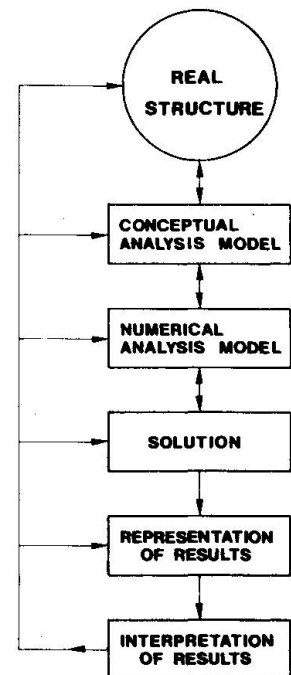 REAL
STRUCTURE
CONCEPTUAL
ANALYSIS MODEL
NUMERICAL
ANALYSIS MODEL
SOLUTION
REPRESENTATION
OF RESULTS
INTERPRETATION
OF RESULTS